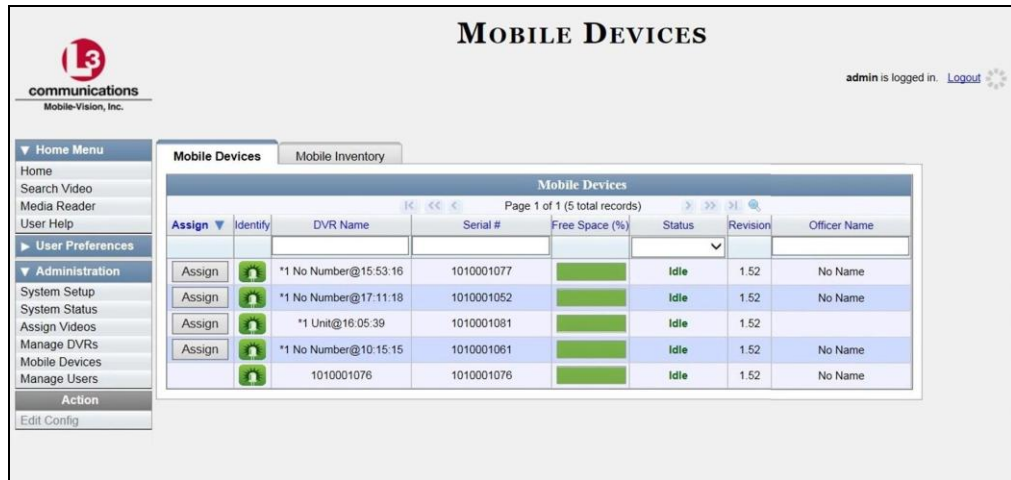 MOBILE DEVICES
L3
communications
Mobile-Vision, Inc.
admin is logged in. Logout
▼ Home Menu
Home
Search Video
Media Reader
User Help
► User Preferences
▼ Administration
System Setup
System Status
Assign Videos
Manage DVRs
Mobile Devices
Manage Users
Action
Edit Config
Mobile Devices Mobile Inventory
Mobile Devices
Page 1 of 1 (5 total records)
Assign ▼ Identify DVR Name Serial # Free Space (%) Status Revision Officer Name
Assign *1 No Number@15:53:16 1010001077 Idle 1.52 No Name
Assign *1 No Number@17:11:18 1010001052 Idle 1.52 No Name
Assign *1 Unit@16:05:39 1010001081 Idle 1.52
Assign *1 No Number@10:15:15 1010001061 Idle 1.52 No Name
1010001076 1010001076 Idle 1.52 No Name